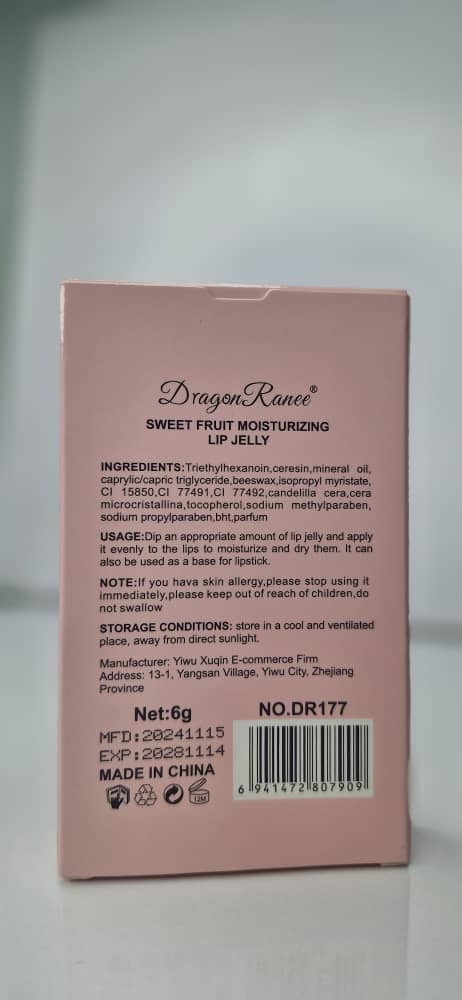 DragonRanee®
SWEET FRUIT MOISTURIZING
LIP JELLY
INGREDIENTS:Triethylhexanoin,ceresin,mineral oil,
caprylic/capric triglyceride,beeswax,isopropyl myristate,
CI 15850,CI 77491,CI 77492,candelilla cera,cera
microcristallina,tocopherol,sodium methylparaben,
sodium propylparaben,bht,parfum
USAGE:Dip an appropriate amount of lip jelly and apply
it evenly to the lips to moisturize and dry them. It can
also be used as a base for lipstick.
NOTE:If you hava skin allergy,please stop using it
immediately,please keep out of reach of children,do
not swallow
STORAGE CONDITIONS: store in a cool and ventilated
place, away from direct sunlight.
Manufacturer: Yiwu Xuqin E-commerce Firm
Address: 13-1, Yangsan Village, Yiwu City, Zhejiang
Province
Net:6g NO.DR177
MFD:20241115
EXP:20281114
MADE IN CHINA
12M
6 941472 807909